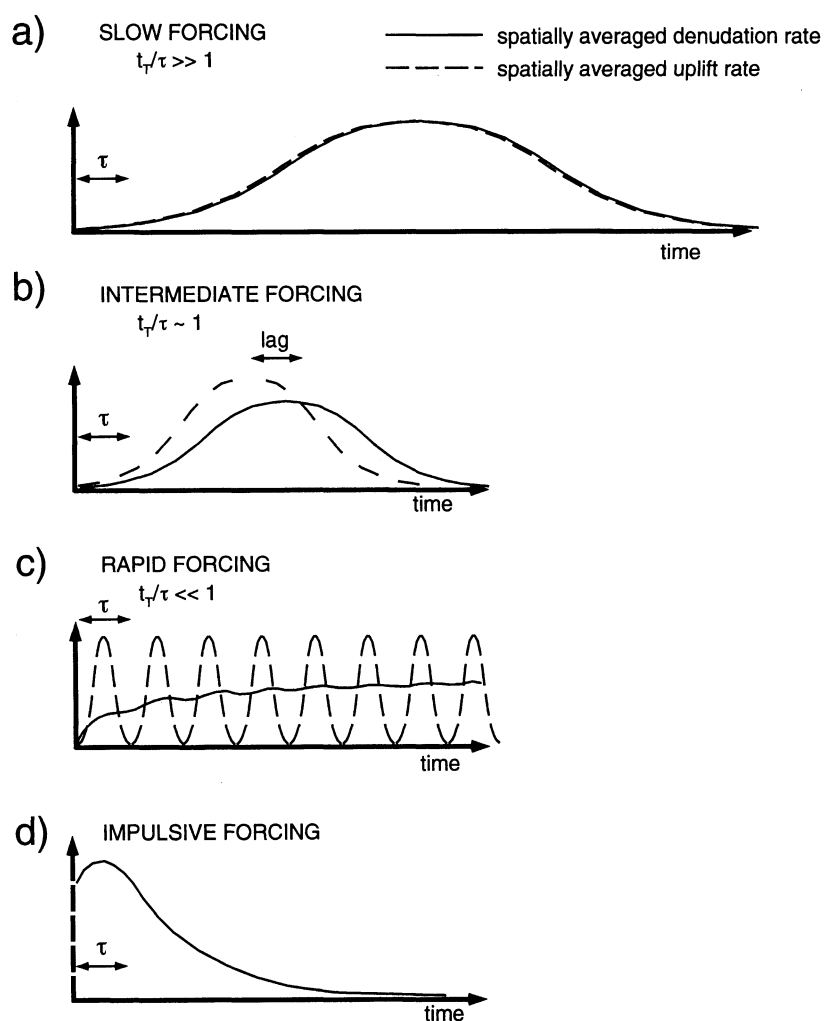 a) SLOW FORCING
t_T/τ >> 1
spatially averaged denudation rate
spatially averaged uplift rate
τ
time
b) INTERMEDIATE FORCING
t_T/τ ~ 1
lag
τ
time
c) RAPID FORCING
t_T/τ << 1
τ
time
d) IMPULSIVE FORCING
τ
time